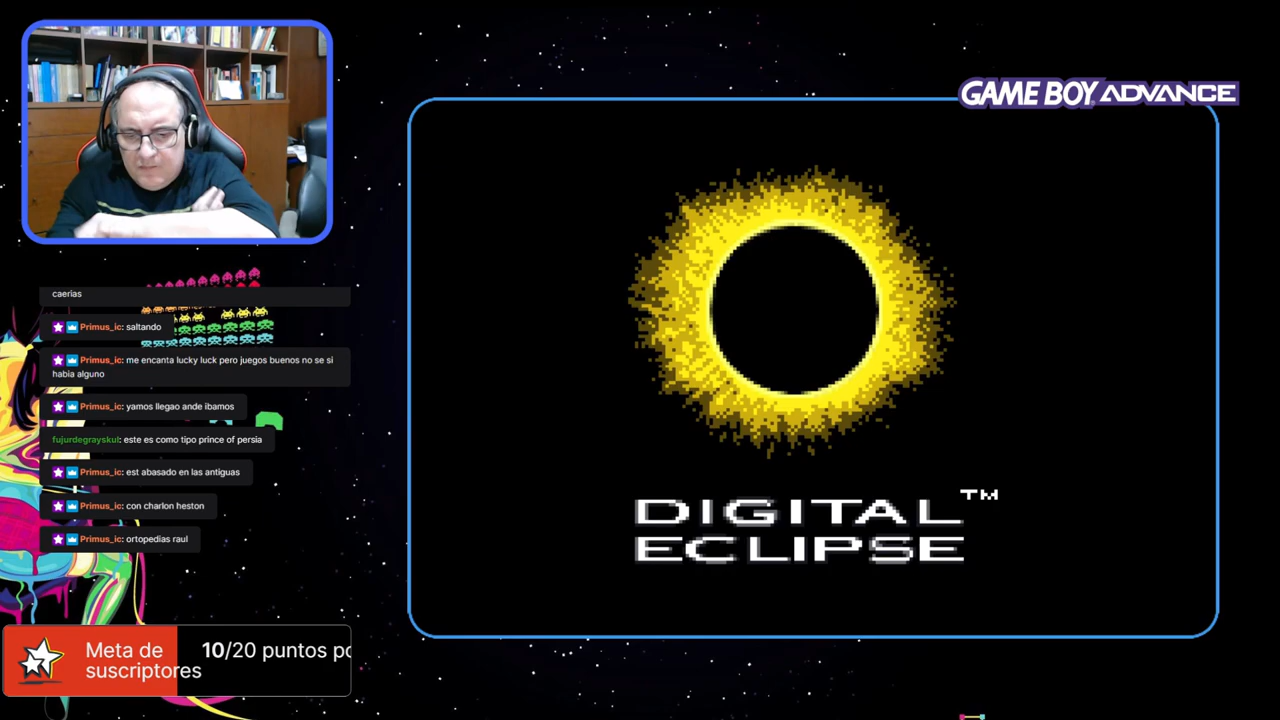 GAME BOY ADVANCE
caerias
Primus_ic: saltando
Primus_ic: me encanta lucky luck pero juegos buenos no se si
habia alguno
Primus_ic: yamos llegao ande ibamos
fujurdegrayskul: este es como tipo prince of persia
Primus_ic: est abasado en las antiguas
Primus_ic: con charlon heston
Primus_ic: ortopedias raul
DIGITAL™
ECLIPSE
Meta de
suscriptores
10/20 puntos po